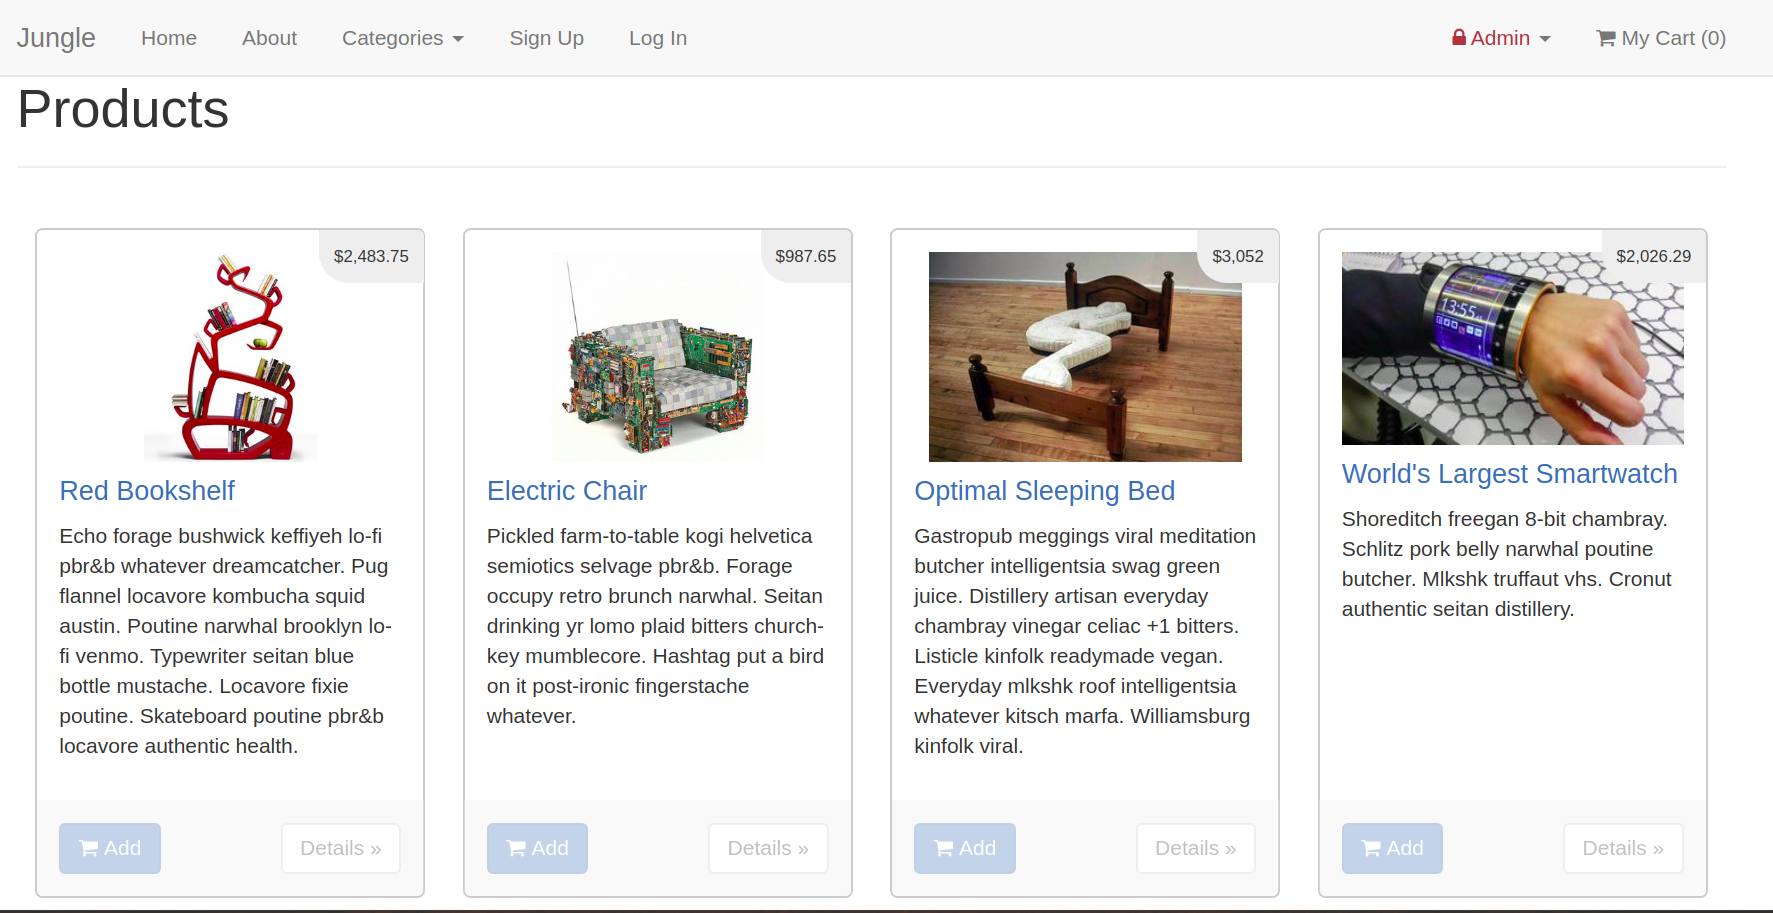 Jungle Home About Categories Sign Up Log In Admin My Cart (0)
Products
$2,483.75
Red Bookshelf
Echo forage bushwick keffiyeh lo-fi
pbr&b whatever dreamcatcher. Pug
flannel locavore kombucha squid
austin. Poutine narwhal brooklyn lo-
fi venmo. Typewriter seitan blue
bottle mustache. Locavore fixie
poutine. Skateboard poutine pbr&b
locavore authentic health.
Add Details »
$987.65
Electric Chair
Pickled farm-to-table kogi helvetica
semiotics selvage pbr&b. Forage
occupy retro brunch narwhal. Seitan
drinking yr lomo plaid bitters church-
key mumblecore. Hashtag put a bird
on it post-ironic fingerstache
whatever.
Add Details »
$3,052
Optimal Sleeping Bed
Gastropub meggings viral meditation
butcher intelligentsia swag green
juice. Distillery artisan everyday
chambray vinegar celiac +1 bitters.
Listicle kinfolk readymade vegan.
Everyday mlkshk roof intelligentsia
whatever kitsch marfa. Williamsburg
kinfolk viral.
Add Details »
$2,026.29
13:55
World's Largest Smartwatch
Shoreditch freegan 8-bit chambray.
Schlitz pork belly narwhal poutine
butcher. Mlkshk truffaut vhs. Cronut
authentic seitan distillery.
Add Details »